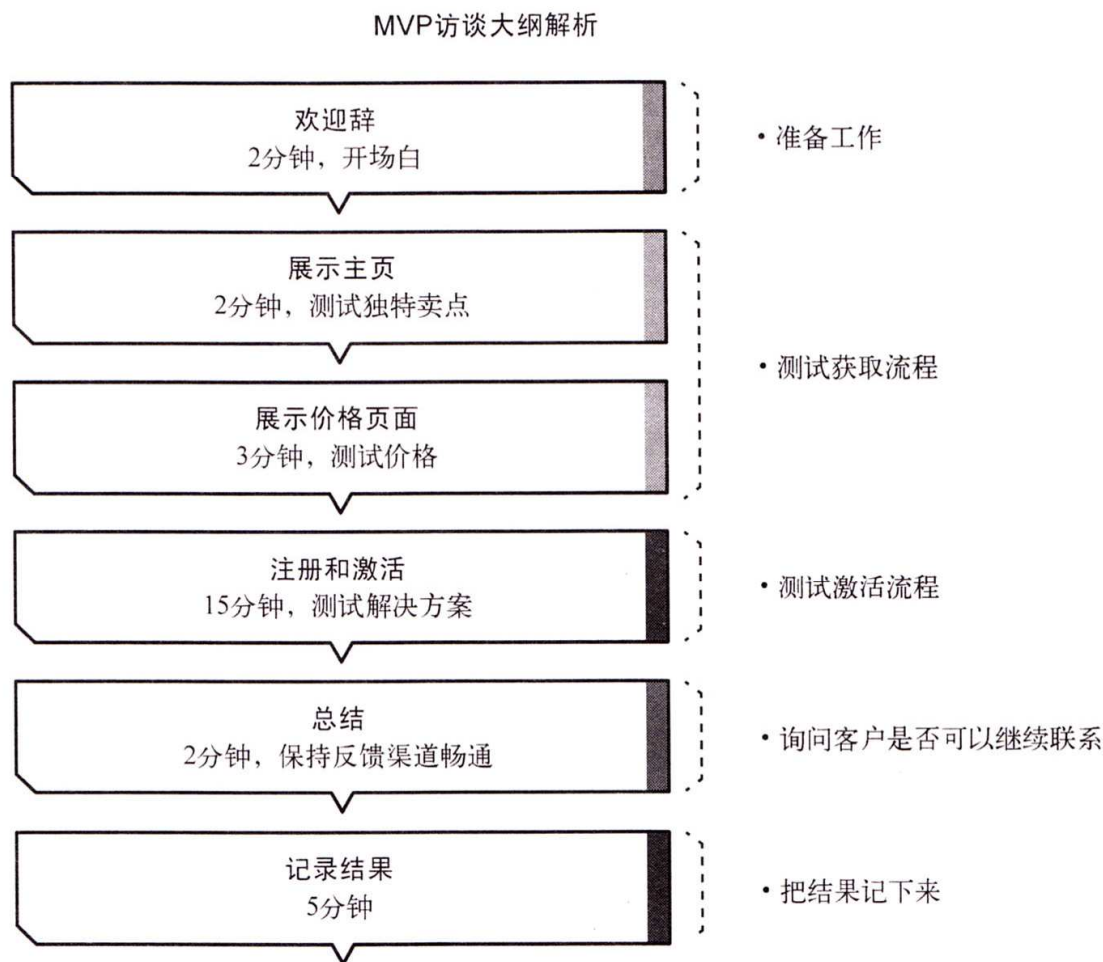 MVP访谈大纲解析
欢迎辞
2分钟，开场白
• 准备工作
展示主页
2分钟，测试独特卖点
• 测试获取流程
展示价格页面
3分钟，测试价格
注册和激活
15分钟，测试解决方案
• 测试激活流程
总结
2分钟，保持反馈渠道畅通
• 询问客户是否可以继续联系
记录结果
5分钟
• 把结果记下来